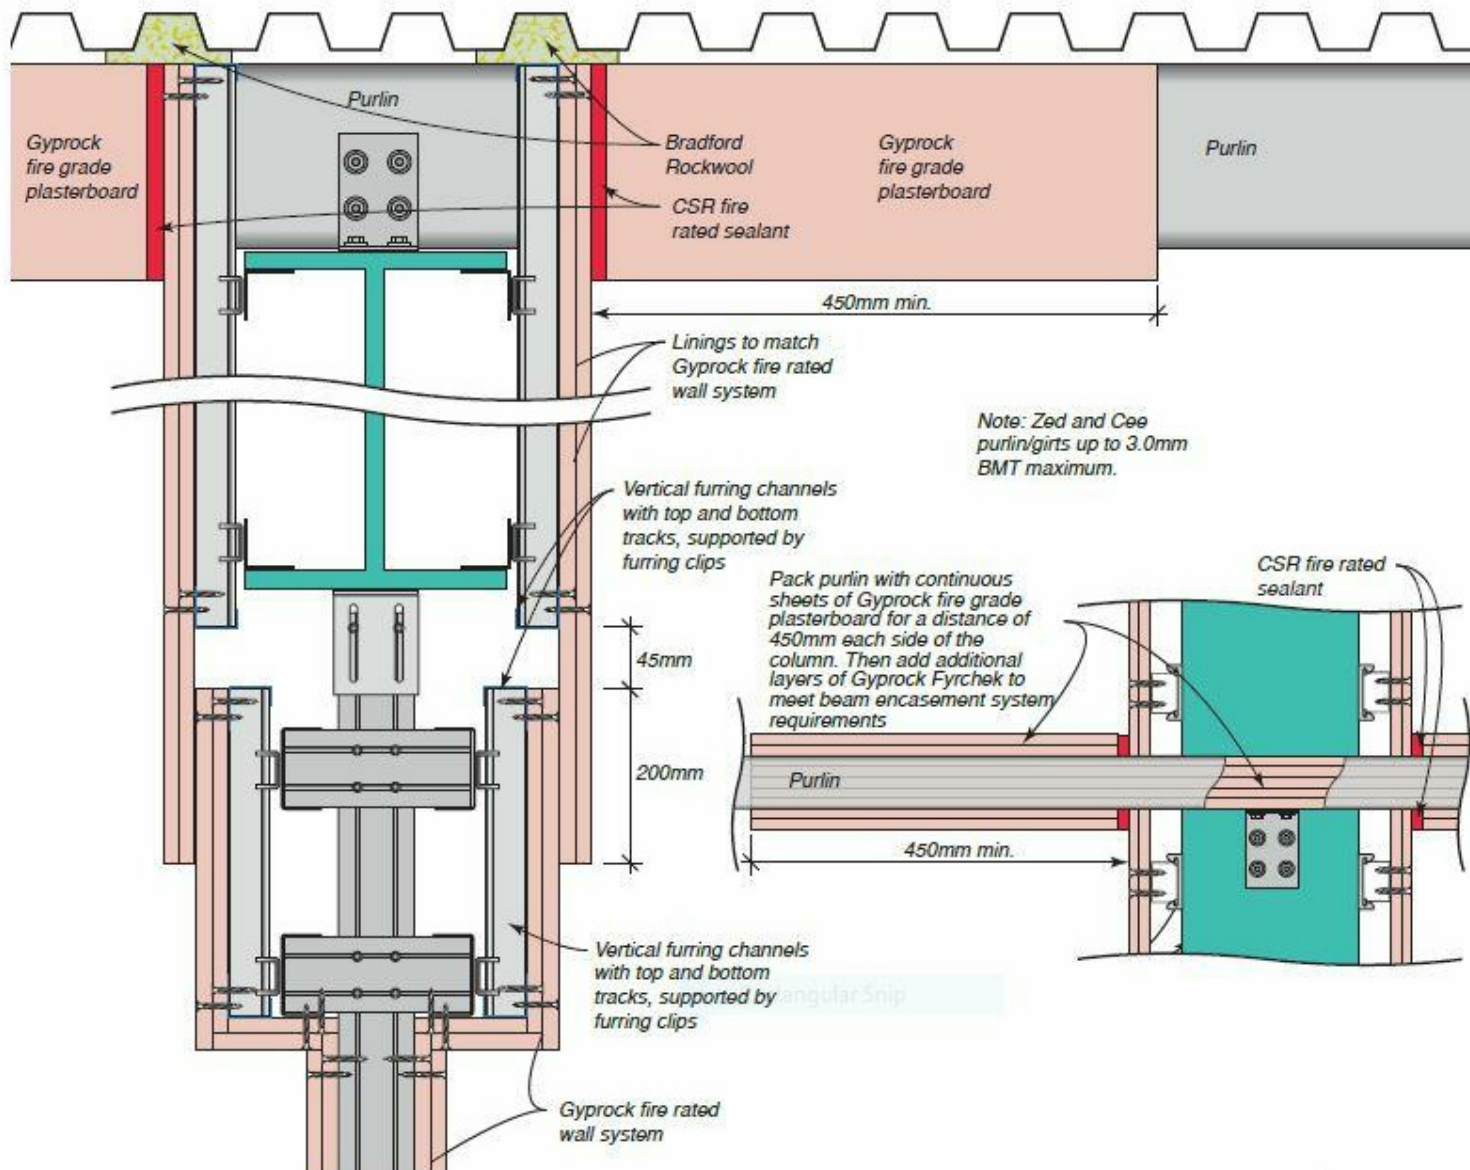 Purlin
Gyprock
fire grade
plasterboard
Bradford
Rockwool
Gyprock
fire grade
plasterboard
Purlin
CSR fire
rated sealant
450mm min.
Linings to match
Gyprock fire rated
wall system
Note: Zed and Cee
purlin/girts up to 3.0mm
BMT maximum.
Vertical furring channels
with top and bottom
tracks, supported by
furring clips
45mm
200mm
Pack purlin with continuous
sheets of Gyprock fire grade
plasterboard for a distance of
450mm each side of the
column. Then add additional
layers of Gyprock Fyrchek to
meet beam encasement system
requirements
CSR fire rated
sealant
Purlin
450mm min.
Vertical furring channels
with top and bottom
tracks, supported by
furring clips
angular Snip
Gyprock fire rated
wall system